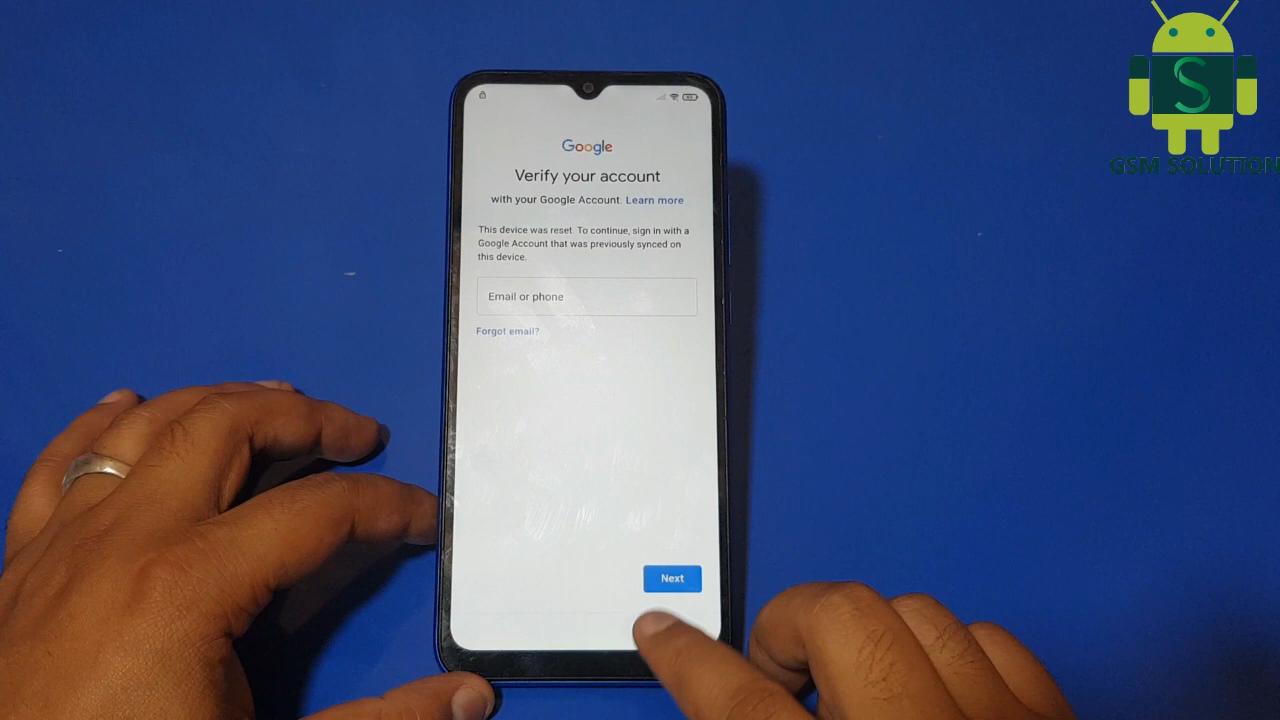 Google
Verify your account
with your Google Account. Learn more
This device was reset. To continue, sign in with a
Google Account that was previously synced on
this device.
Email or phone
Forgot email?
Next
S
GSM SOLUTION